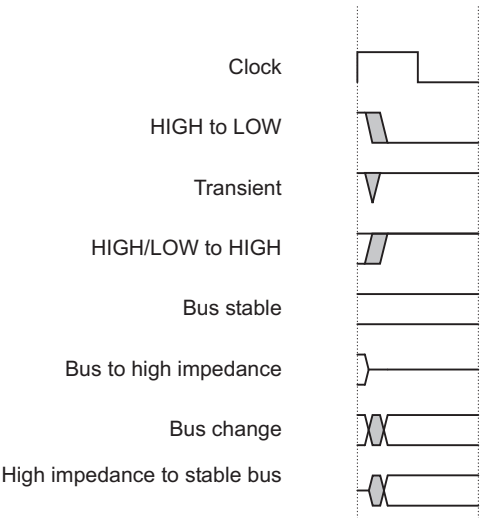 Clock
HIGH to LOW
Transient
HIGH/LOW to HIGH
Bus stable
Bus to high impedance
Bus change
High impedance to stable bus